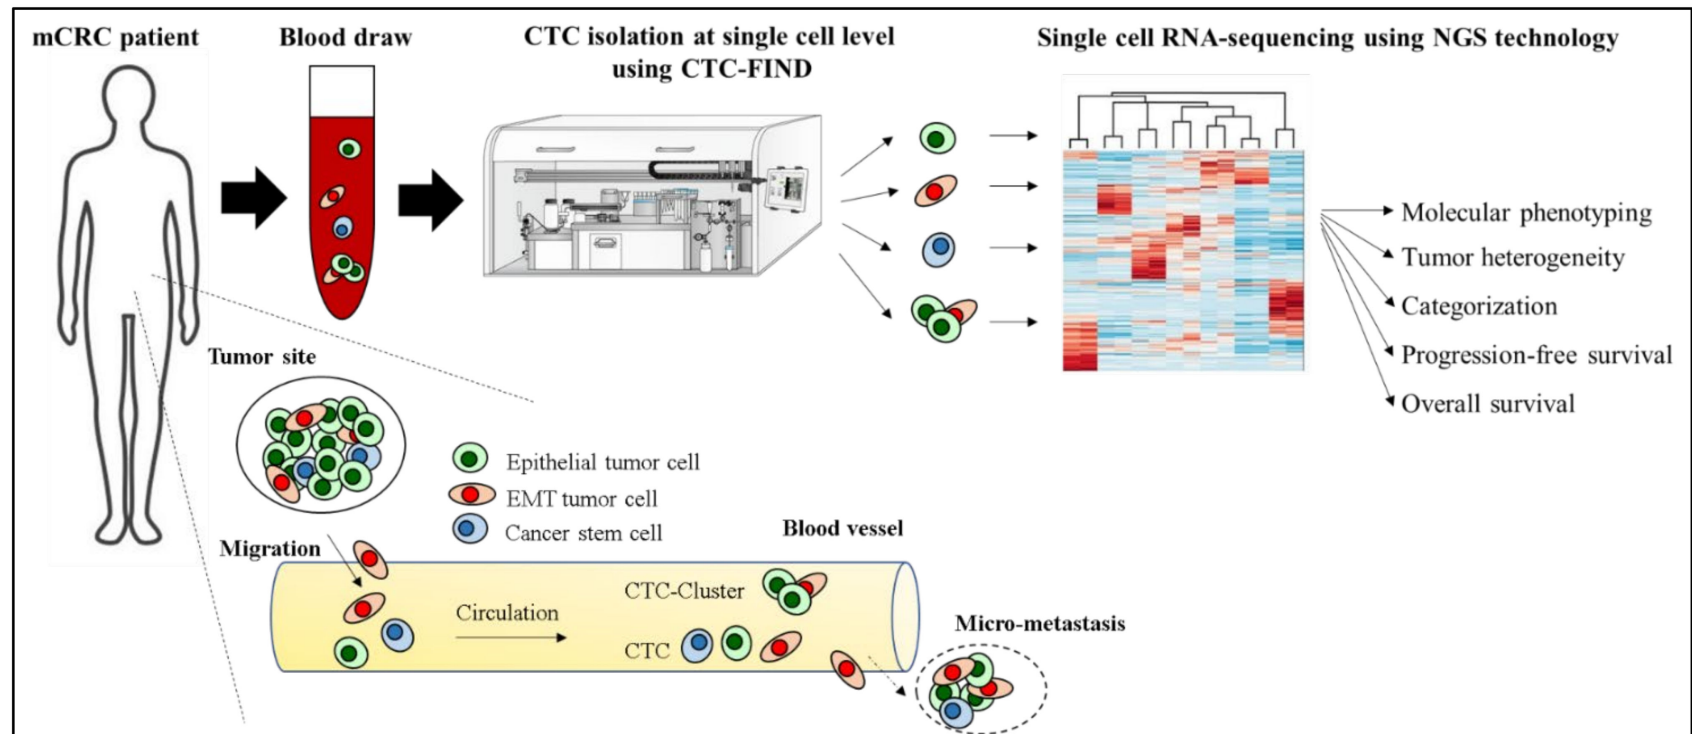 mCRC patient
Blood draw
CTC isolation at single cell level
using CTC-FIND
Single cell RNA-sequencing using NGS technology
Molecular phenotyping
Tumor heterogeneity
Categorization
Progression-free survival
Overall survival
Tumor site
Epithelial tumor cell
EMT tumor cell
Cancer stem cell
Migration
Blood vessel
CTC-Cluster
Circulation
CTC
Micro-metastasis